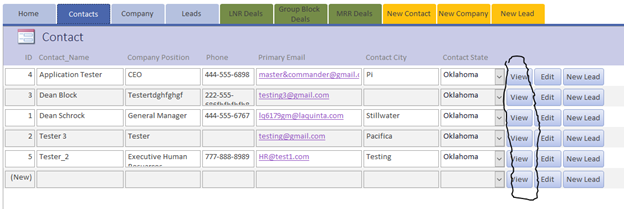 Home Contacts Company Leads LNR Deals Group Block Deals MRR Deals New Contact New Company New Lead
Contact
ID Contact_Name Company Position Phone Primary Email Contact City Contact State
4 Application Tester CEO 444-555-6898 master&commander@gmail.c Pi Oklahoma View Edit New Lead
3 Dean Block Testertdghfghgf 222-555- testing3@gmail.com Oklahoma View Edit New Lead
1 Dean Schrock General Manager 444-555-6767 lq6179gm@laquinta.com Stillwater Oklahoma View Edit New Lead
2 Tester 3 Tester testing@gmail.com Pacifica Oklahoma View Edit New Lead
5 Tester_2 Executive Human 777-888-8989 HR@test1.com Testing Oklahoma View Edit New Lead
(New) View Edit New Lead